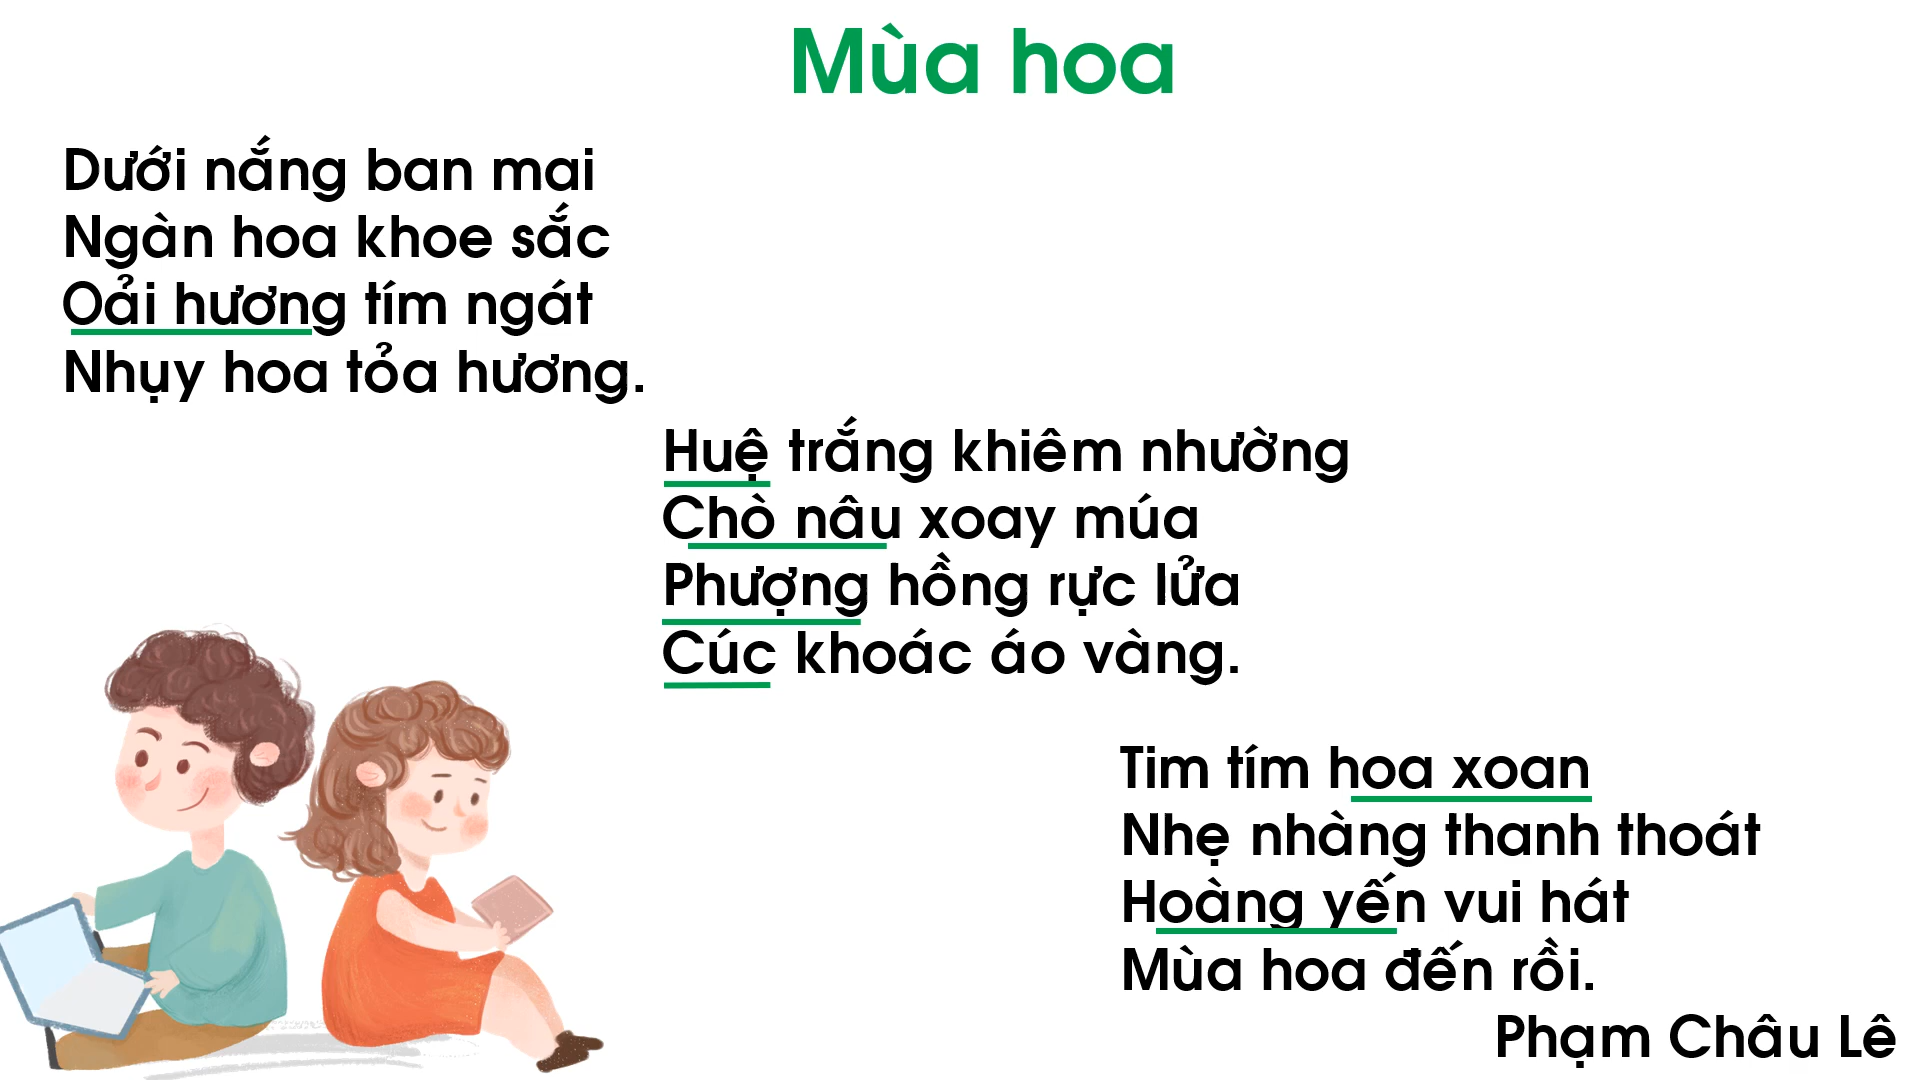 Mùa hoa
Dưới nắng ban mai
Ngàn hoa khoe sắc
Oải hương tím ngát
Nhụy hoa tỏa hương.
Huệ trắng khiêm nhường
Chò nâu xoay múa
Phượng hồng rực lửa
Cúc khoác áo vàng.
Tim tím hoa xoan
Nhẹ nhàng thanh thoát
Hoàng yến vui hát
Mùa hoa đến rồi.
Phạm Châu Lê